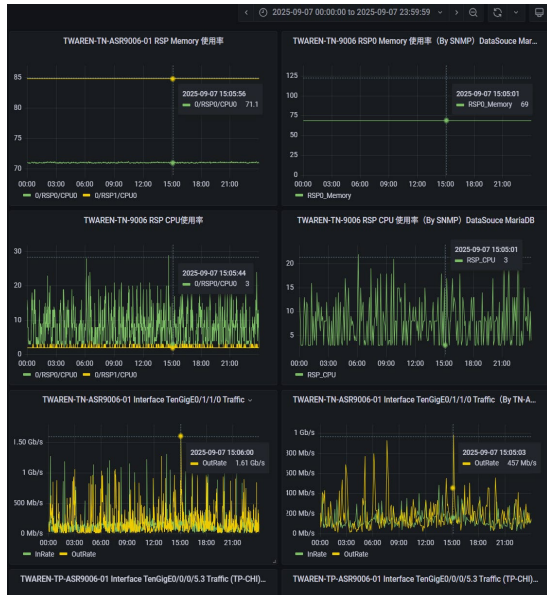 2025-09-07 00:00:00 to 2025-09-07 23:59:59
TWAREN-TN-ASR9006-01 RSP Memory 使用率
85
80
75
70
2025-09-07 15:05:56
0/RSP0/CPU0 71.1
00:00 03:00 06:00 09:00 12:00 15:00 18:00 21:00
0/RSP0/CPU0 0/RSP1/CPU0
TWAREN-TN-9006 RSP0 Memory 使用率（By SNMP）DataSouce Mar...
125
100
75
50
25
0
2025-09-07 15:05:01
RSP0_Memory 69
00:00 03:00 06:00 09:00 12:00 15:00 18:00 21:00
RSP0_Memory
TWAREN-TN-9006 RSP CPU使用率
30
20
10
0
2025-09-07 15:05:44
0/RSP0/CPU0 3
00:00 03:00 06:00 09:00 12:00 15:00 18:00 21:00
0/RSP0/CPU0 0/RSP1/CPU0
TWAREN-TN-9006 RSP CPU 使用率（By SNMP）DataSouce MariaDB
20
15
10
5
2025-09-07 15:05:01
RSP_CPU 3
00:00 03:00 06:00 09:00 12:00 15:00 18:00 21:00
RSP_CPU
TWAREN-TN-ASR9006-01 Interface TenGigE0/1/1/0 Traffic
1.50 Gb/s
1 Gb/s
500 Mb/s
0 Mb/s
2025-09-07 15:06:00
OutRate 1.61 Gb/s
00:00 03:00 06:00 09:00 12:00 15:00 18:00 21:00
InRate OutRate
TWAREN-TN-ASR9006-01 Interface TenGigE0/1/1/0 Traffic（By TN-A...
1 Gb/s
800 Mb/s
600 Mb/s
400 Mb/s
200 Mb/s
0 Mb/s
2025-09-07 15:05:03
OutRate 457 Mb/s
00:00 03:00 06:00 09:00 12:00 15:00 18:00 21:00
InRate OutRate
TWAREN-TP-ASR9006-01 Interface TenGigE0/0/0/5.3 Traffic (TP-CHI)...
TWAREN-TP-ASR9006-01 Interface TenGigE0/0/0/5.3 Traffic (TP-CHI)...